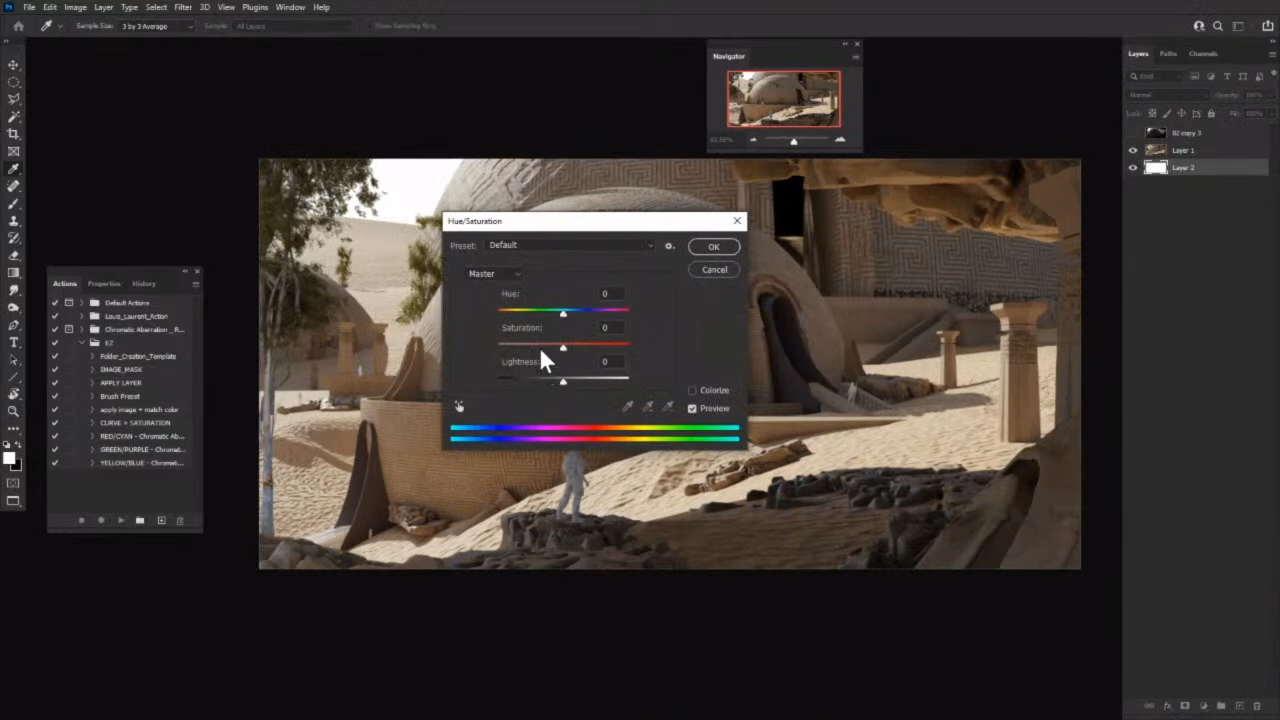 Ps File Edit Image Layer Type Select Filter 3D View Plugins Window Help
Sample Size: 3 by 3 Average Sample: All Layers Show Sampling Ring
Navigator
Layers Paths Channels
Kind
Normal Opacity: 100%
Lock: Fill: 100%
02 copy 3
Layer 1
Layer 2
Hue/Saturation
Preset: Default OK
Cancel
Master
Hue: 0
Saturation: 0
Lightness: 0
Colorize
Preview
Actions Properties History
Default Actions
Louis_Laurent_Action
Chromatic Aberration _ R...
EZ
Folder_Creation_Template
IMAGE_MASK
APPLY LAYER
Brush Preset
apply image + match color
CURVE + SATURATION
RED/CYAN - Chromatic Ab...
GREEN/PURPLE - Chromat...
YELLOW/BLUE - Chromat...